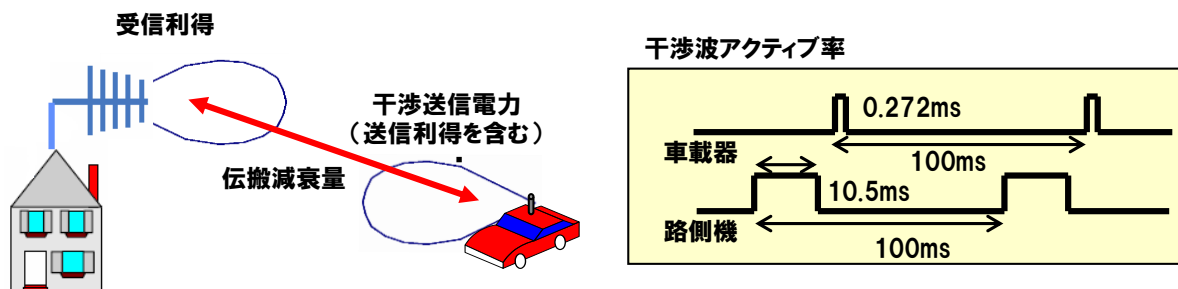 受信利得
干渉送信電力
(送信利得を含む)
伝搬減衰量
干渉波アクティブ率
0.272ms
車載器
100ms
10.5ms
路側機
100ms